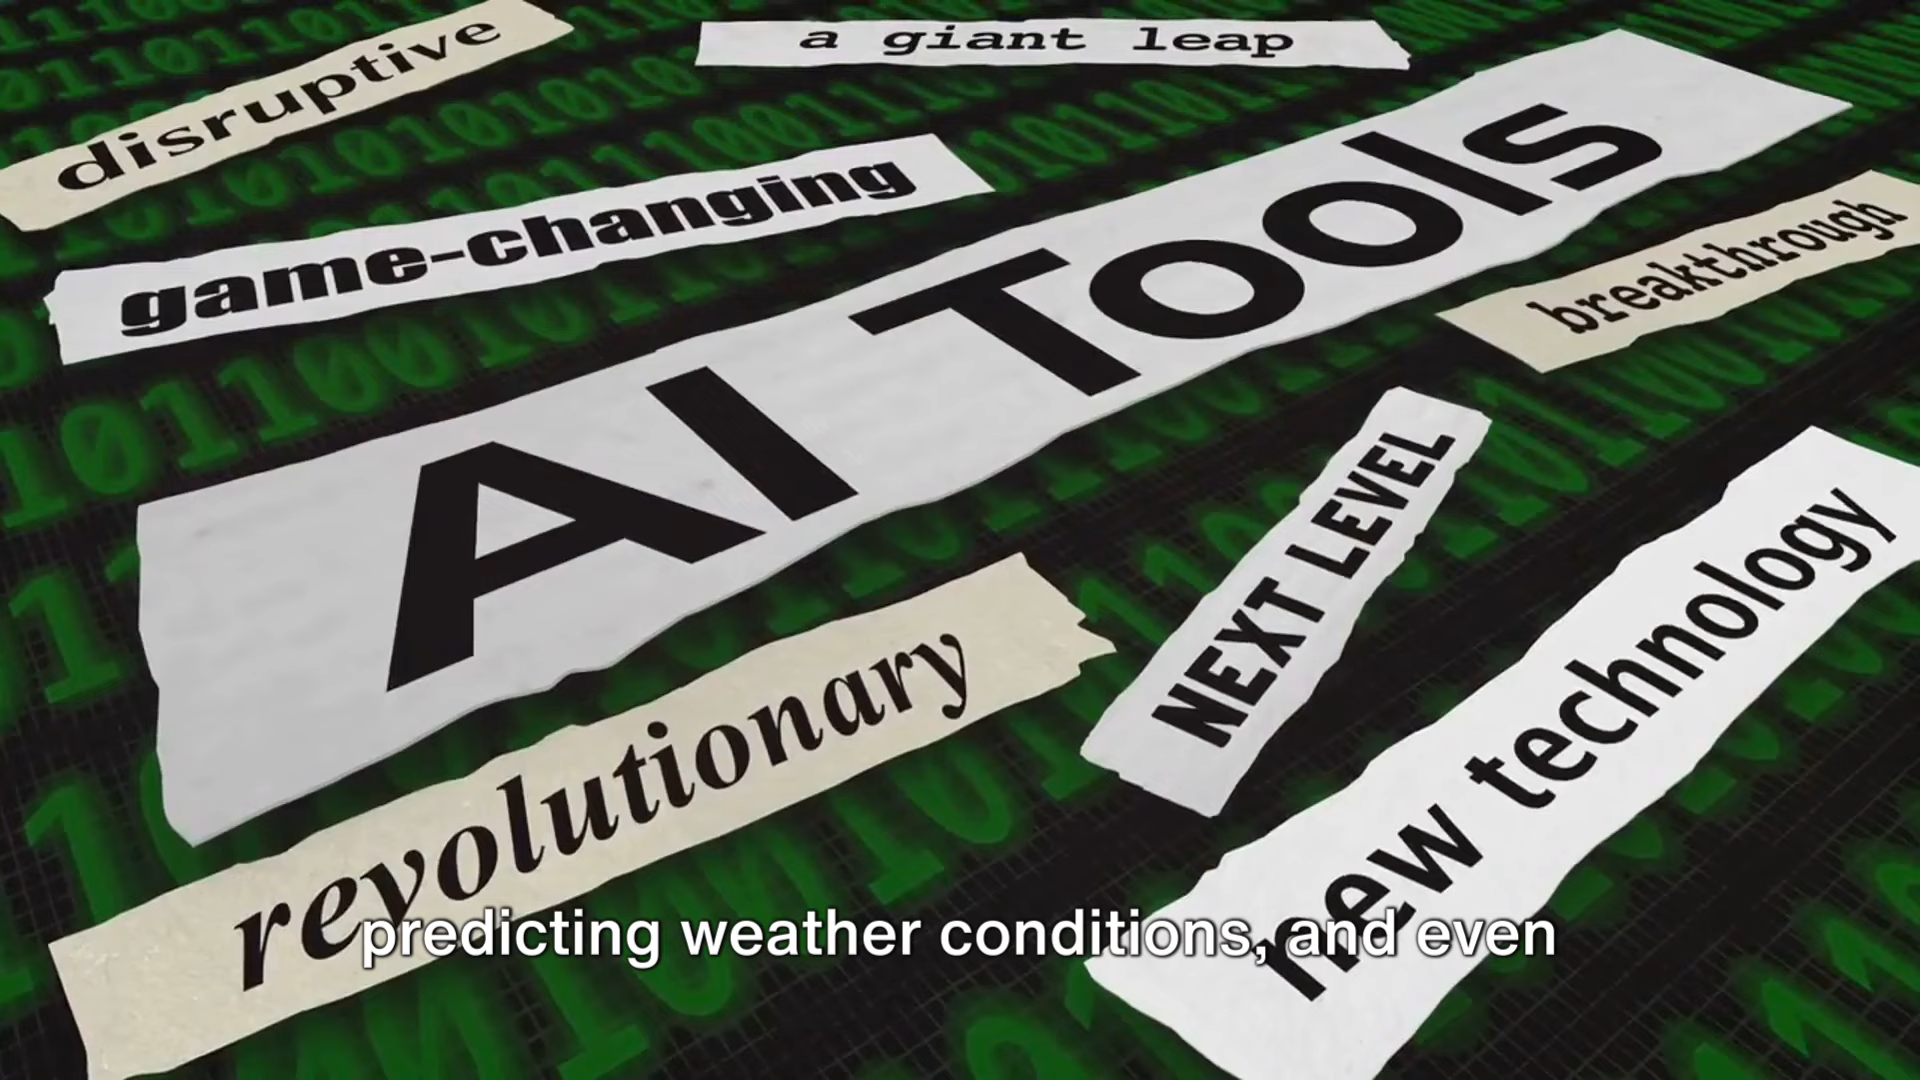 disruptive
a giant leap
game-changing
AI Tools
breakthrough
NEXT LEVEL
revolutionary
new technology
predicting weather conditions, and even